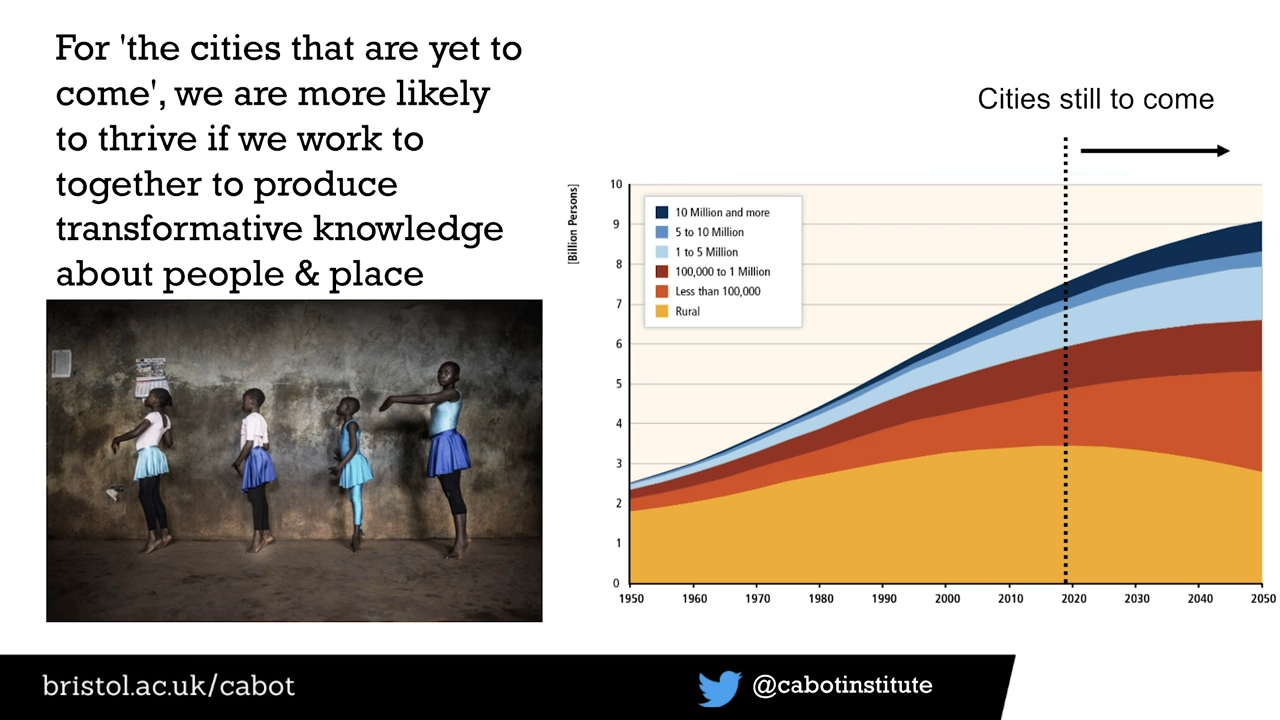 For 'the cities that are yet to
come', we are more likely
to thrive if we work to
together to produce
transformative knowledge
about people & place
Cities still to come
[Billion Persons]
10
9
8
7
6
5
4
3
2
1
0
10 Million and more
5 to 10 Million
1 to 5 Million
100,000 to 1 Million
Less than 100,000
Rural
1950 1960 1970 1980 1990 2000 2010 2020 2030 2040 2050
bristol.ac.uk/cabot
@cabotinstitute